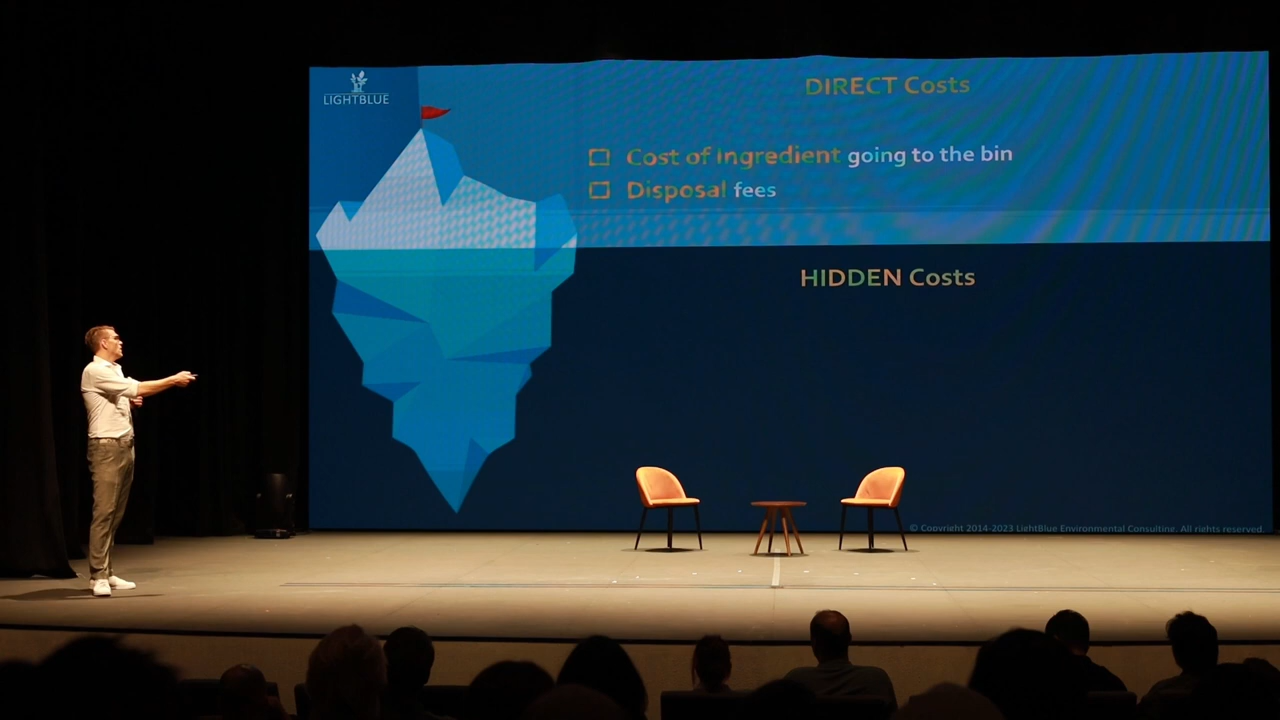 LIGHTBLUE
DIRECT Costs
Cost of ingredient going to the bin
Disposal fees
HIDDEN Costs
© Copyright 2014-2023 LightBlue Environmental Consulting. All rights reserved.